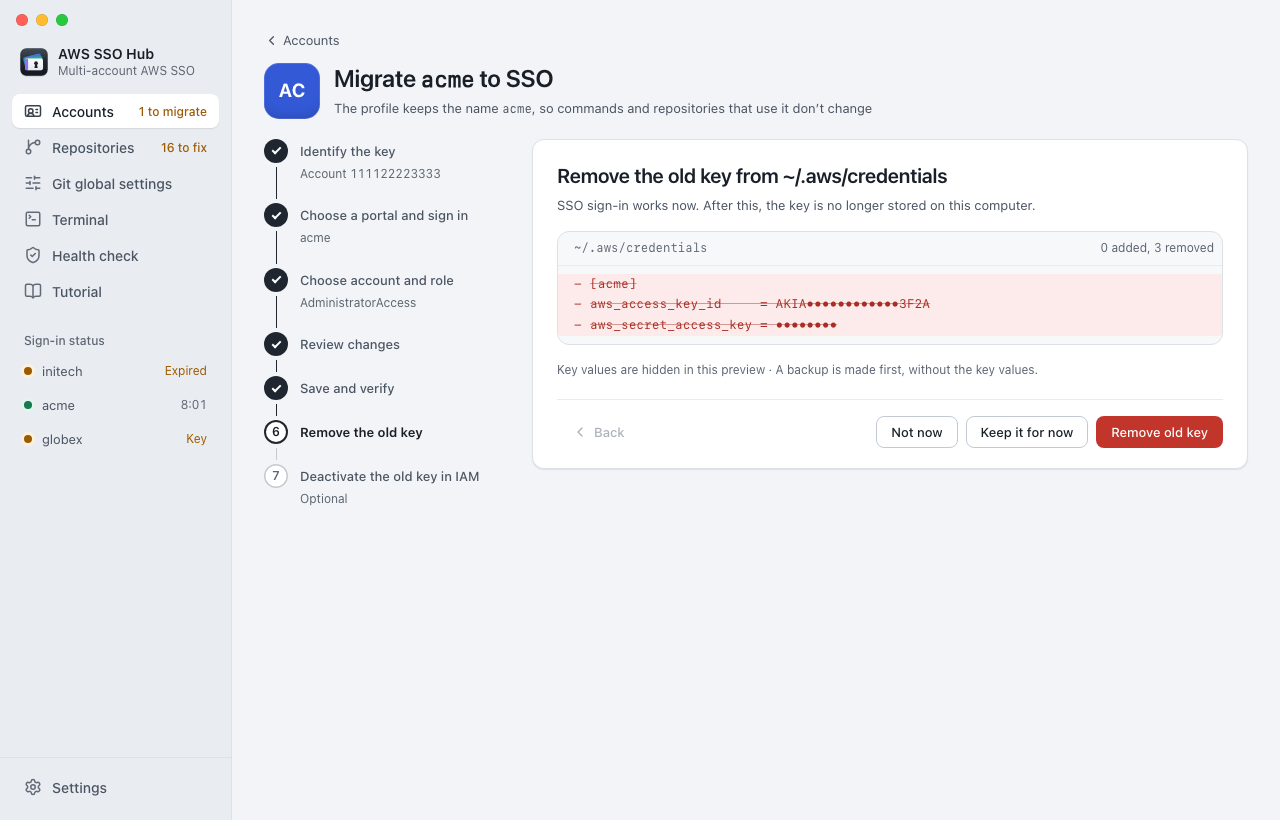 AWS SSO Hub
Multi-account AWS SSO
Accounts
1 to migrate
Repositories
16 to fix
Git global settings
Terminal
Health check
Tutorial
Sign-in status
initech
Expired
acme
8:01
globex
Key
Settings
Accounts
AC
Migrate acme to SSO
The profile keeps the name acme, so commands and repositories that use it don’t change
Identify the key
Account 111122223333
Choose a portal and sign in
acme
Choose account and role
AdministratorAccess
Review changes
Save and verify
6
Remove the old key
7
Deactivate the old key in IAM
Optional
Remove the old key from ~/.aws/credentials
SSO sign-in works now. After this, the key is no longer stored on this computer.
~/.aws/credentials
0 added, 3 removed
− [acme]
− aws_access_key_id     = AKIA●●●●●●●●●●●●3F2A
− aws_secret_access_key = ●●●●●●●●
Key values are hidden in this preview · A backup is made first, without the key values.
Back
Not now
Keep it for now
Remove old key